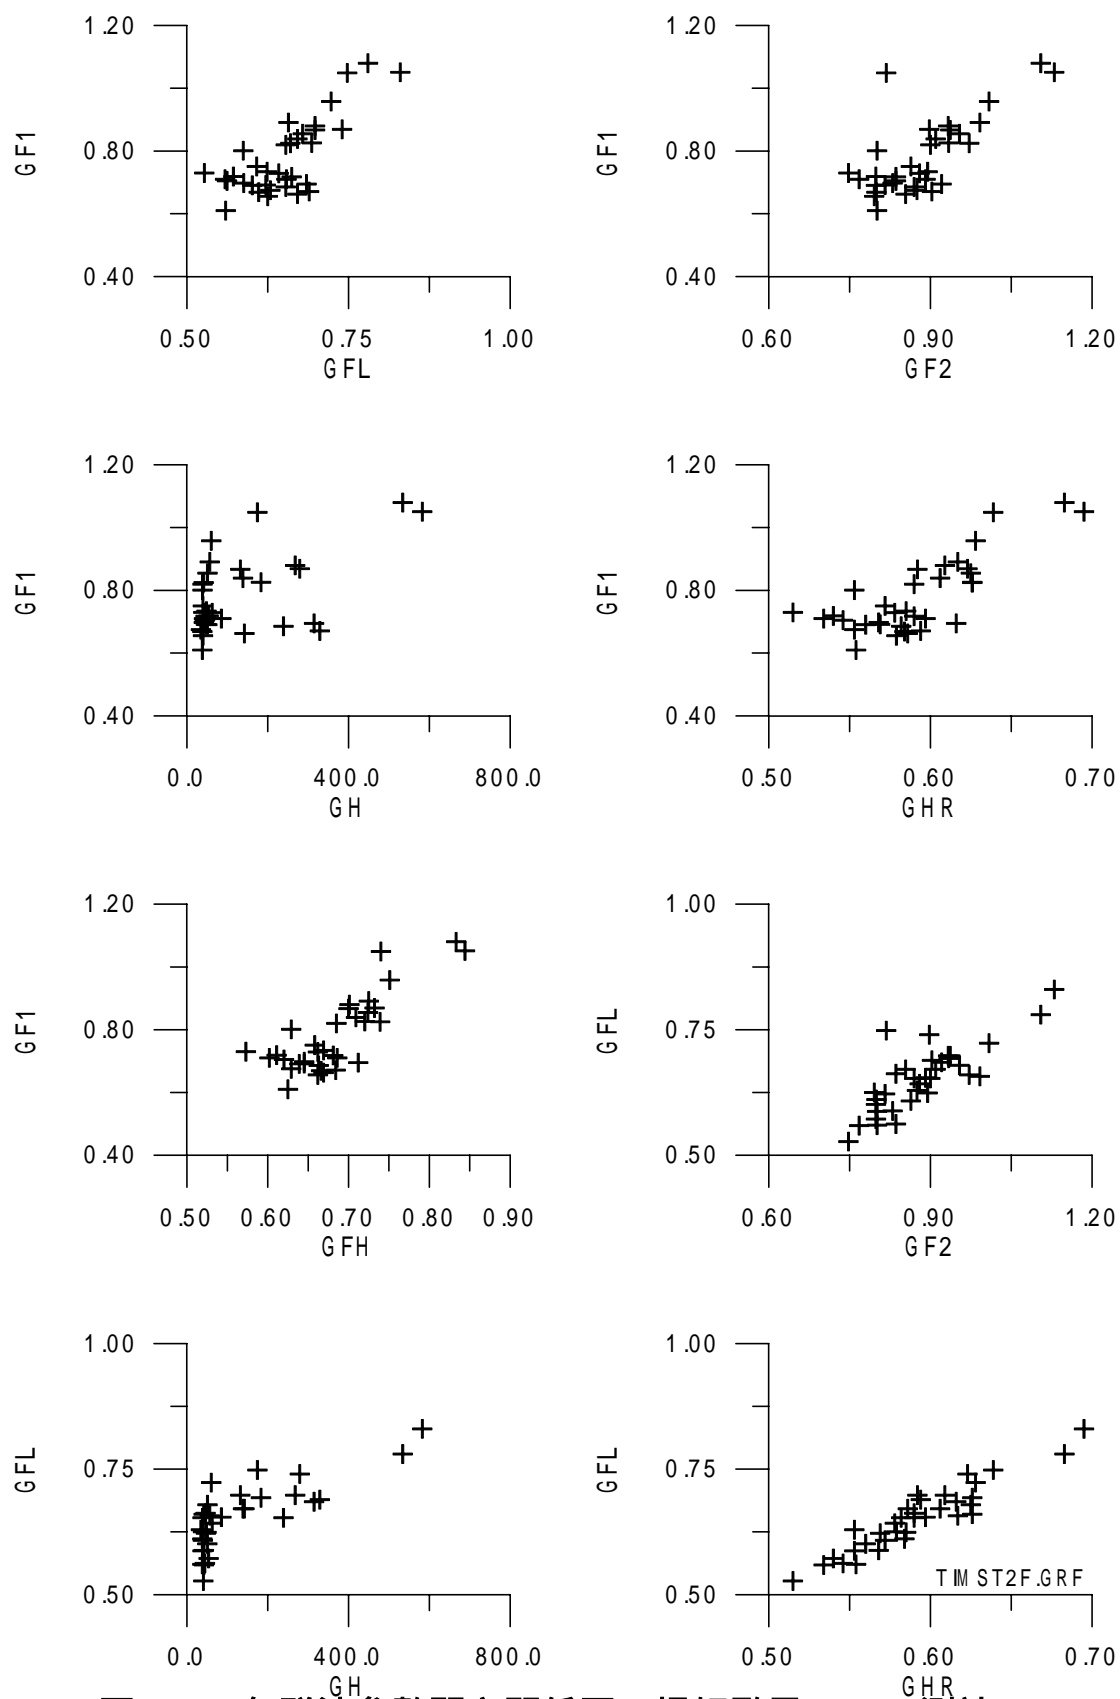 1.20 1.20
GF1 0.80 GF1 0.80
0.40 0.40
0.50 0.75 1.00 0.60 0.90 1.20
GFL GF2
1.20 1.20
GF1 0.80 GF1 0.80
0.40 0.40
0.0 400.0 800.0 0.50 0.60 0.70
GH GHR
1.20 1.00
GF1 0.80 GFL 0.75
0.40 0.50
0.50 0.60 0.70 0.80 0.90 0.60 0.90 1.20
GFH GF2
1.00 1.00
GFL 0.75 GFL 0.75
TIMST2F.GRF
0.50 0.50
0.0 400.0 800.0 0.50 0.60 0.70
GH GHR